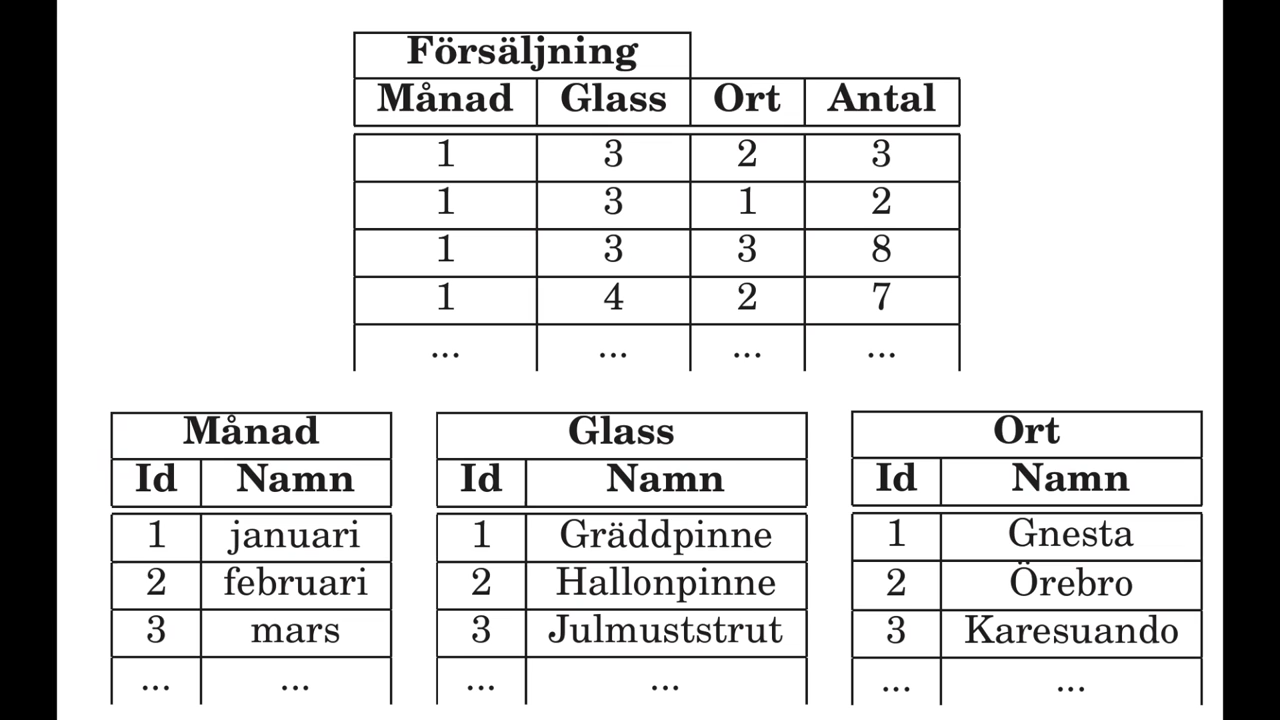 Försäljning
Månad Glass Ort Antal
1 3 2 3
1 3 1 2
1 3 3 8
1 4 2 7
... ... ... ...
Månad
Id Namn
1 januari
2 februari
3 mars
... ...
Glass
Id Namn
1 Gräddpinne
2 Hallonpinne
3 Julmuststrut
... ...
Ort
Id Namn
1 Gnesta
2 Örebro
3 Karesuando
... ...